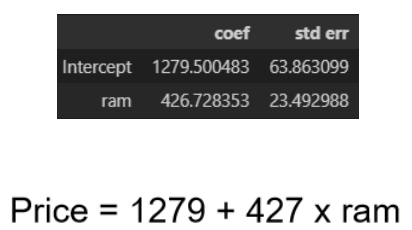 coef std err
Intercept 1279.500483 63.863099
ram 426.728353 23.492988
Price = 1279 + 427 x ram